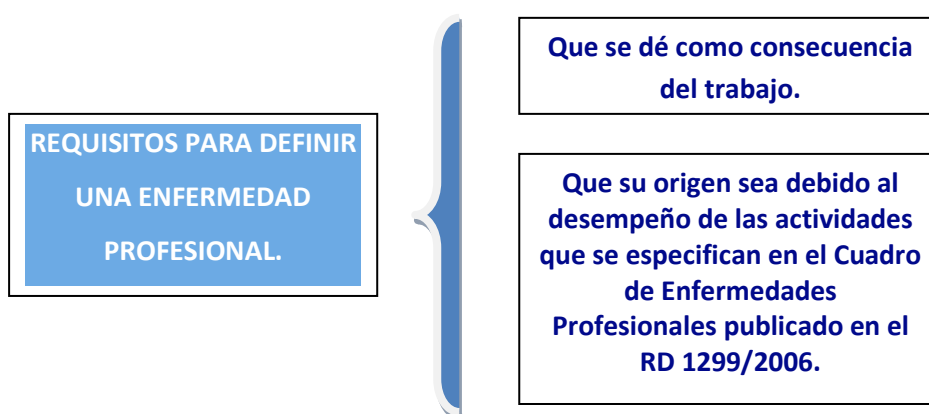 REQUISITOS PARA DEFINIR
UNA ENFERMEDAD
PROFESIONAL.
Que se dé como consecuencia
del trabajo.
Que su origen sea debido al
desempeño de las actividades
que se especifican en el Cuadro
de Enfermedades
Profesionales publicado en el
RD 1299/2006.